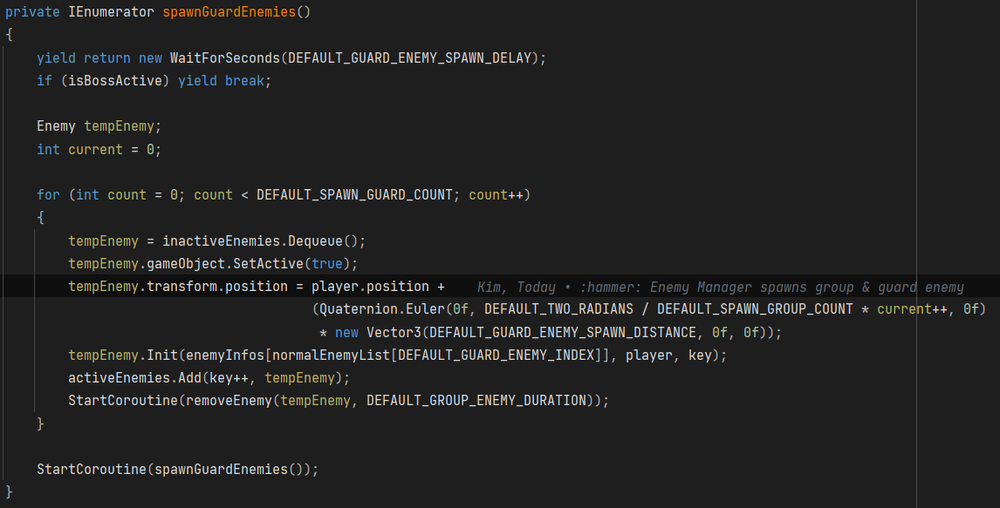 private IEnumerator spawnGuardEnemies()
{
    yield return new WaitForSeconds(DEFAULT_GUARD_ENEMY_SPAWN_DELAY);
    if (isBossActive) yield break;

    Enemy tempEnemy;
    int current = 0;

    for (int count = 0; count < DEFAULT_SPAWN_GUARD_COUNT; count++)
    {
        tempEnemy = inactiveEnemies.Dequeue();
        tempEnemy.gameObject.SetActive(true);
        tempEnemy.transform.position = player.position +    Kim, Today • :hammer: Enemy Manager spawns group & guard enemy
                                       (Quaternion.Euler(0f, DEFAULT_TWO_RADIANS / DEFAULT_SPAWN_GROUP_COUNT * current++, 0f)
                                        * new Vector3(DEFAULT_GUARD_ENEMY_SPAWN_DISTANCE, 0f, 0f));
        tempEnemy.Init(enemyInfos[normalEnemyList[DEFAULT_GUARD_ENEMY_INDEX]], player, key);
        activeEnemies.Add(key++, tempEnemy);
        StartCoroutine(removeEnemy(tempEnemy, DEFAULT_GROUP_ENEMY_DURATION));
    }

    StartCoroutine(spawnGuardEnemies());
}